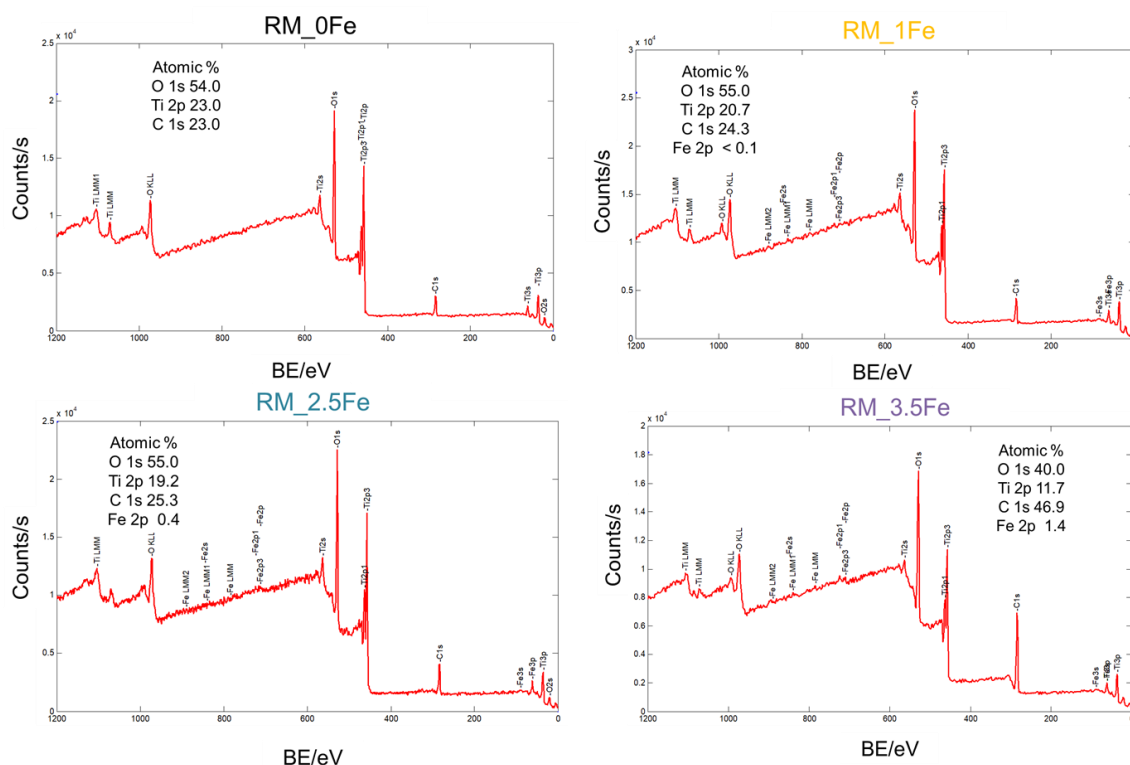 RM_0Fe
x 10⁴
Counts/s
2.5
2
1.5
1
0.5
0
Atomic %
O 1s 54.0
Ti 2p 23.0
C 1s 23.0
-Ti LMM1
-Ti LMM
-O KLL
-Ti2s
-O1s
-Ti2p3
-Ti2p1
-Ti2p
-C1s
-Ti3s
-Ti3p
-O2s
1200 1000 800 600 400 200 0
BE/eV
RM_1Fe
x 10⁴
Counts/s
3
2.5
2
1.5
1
0.5
0
Atomic %
O 1s 55.0
Ti 2p 20.7
C 1s 24.3
Fe 2p < 0.1
-Ti LMM
-Ti LMM
-O KLL
-O KLL
-Fe LMM2
-Fe LMM1
-Fe2s
-Fe LMM
-Fe2p3
-Fe2p1
-Fe2p
-Ti2s
-O1s
-Ti2p1
-Ti2p3
-C1s
-Fe3s
-Fe3p
-Ti3p
1200 1000 800 600 400 200
BE/eV
RM_2.5Fe
x 10⁴
Counts/s
2.5
2
1.5
1
0.5
0
Atomic %
O 1s 55.0
Ti 2p 19.2
C 1s 25.3
Fe 2p 0.4
-Ti LMM
-O KLL
-Fe LMM2
-Fe LMM1
-Fe2s
-Fe LMM
-Fe2p3
-Fe2p1
-Fe2p
-Ti2s
-O1s
-Ti2p1
-Ti2p3
-C1s
-Fe3s
-Fe3p
-Ti3p
-O2s
1200 1000 800 600 400 200 0
BE/eV
RM_3.5Fe
x 10⁴
Counts/s
2
1.8
1.6
1.4
1.2
1
0.8
0.6
0.4
0.2
0
Atomic %
O 1s 40.0
Ti 2p 11.7
C 1s 46.9
Fe 2p 1.4
-Ti LMM
-Ti LMM
-O KLL
-O KLL
-Fe LMM2
-Fe LMM1
-Fe2s
-Fe LMM
-Fe2p3
-Fe2p1
-Fe2p
-Ti2s
-O1s
-Ti2p1
-Ti2p3
-C1s
-Fe3s
-Ti3p
1200 1000 800 600 400 200
BE/eV